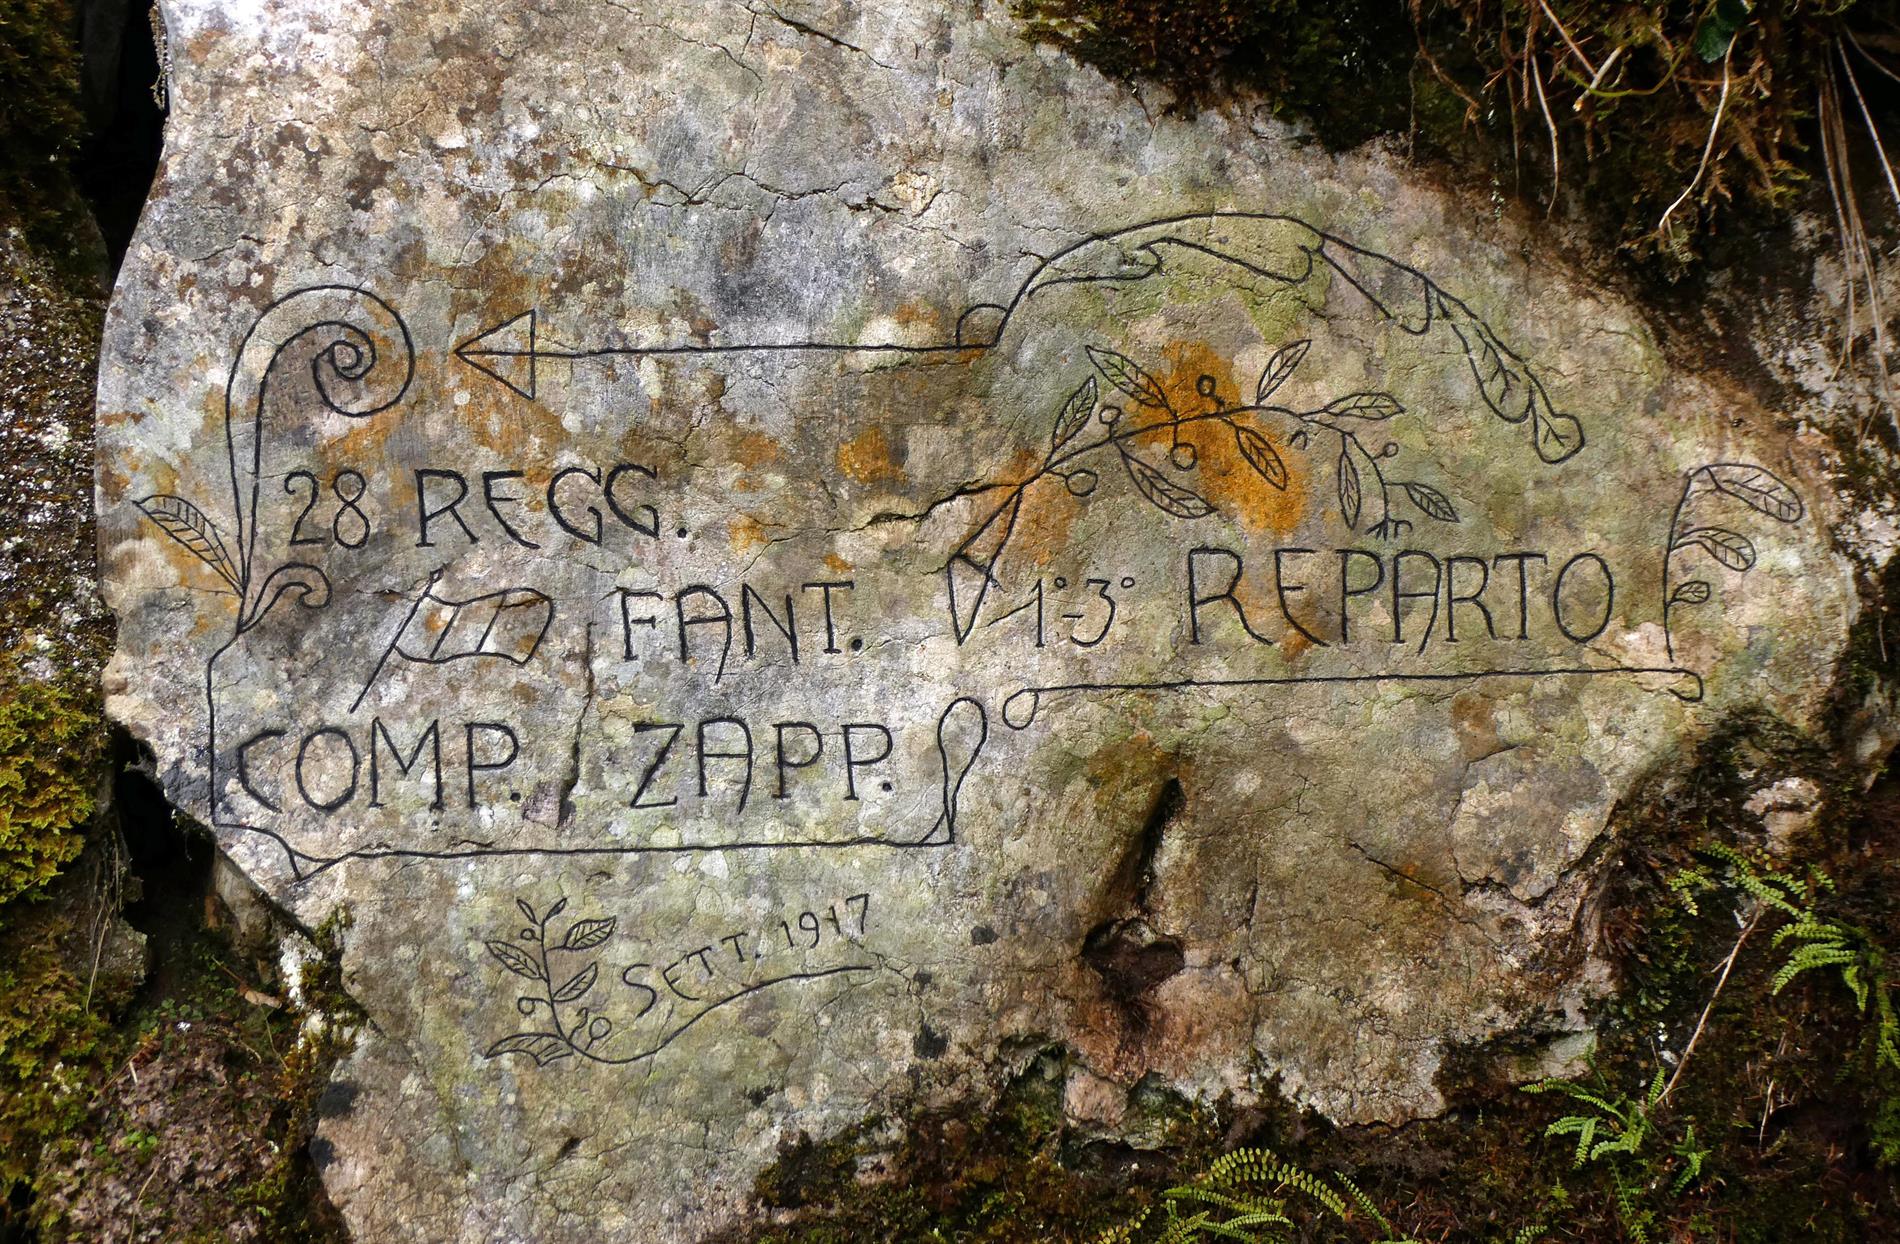 28 REGG.
FANT.
COMP. ZAPP.
1°-3° REPARTO
SETT. 1917